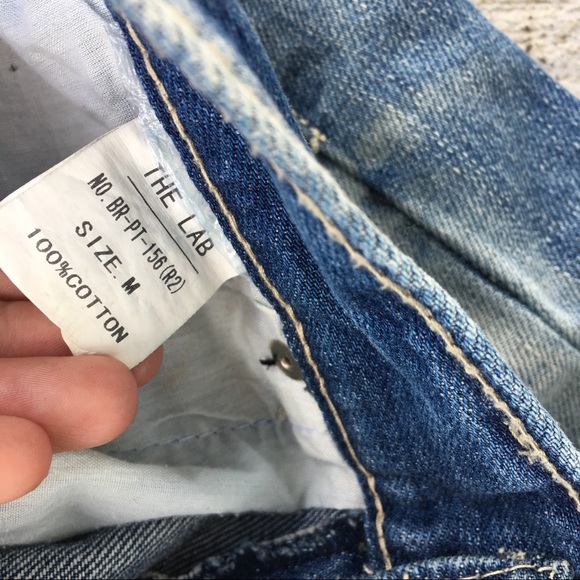 THE LAB
NO. BR-PT-156(R2)
SIZE. M
100%COTTON